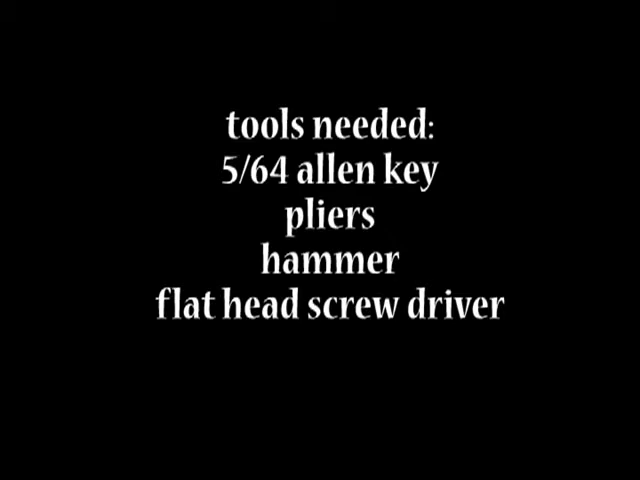 tools needed:
5/64 allen key
pliers
hammer
flat head screw driver